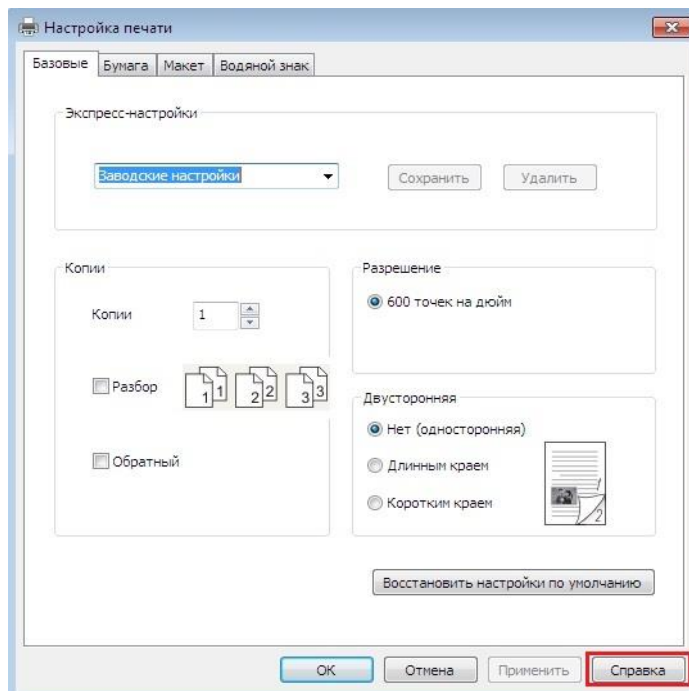 Настройка печати
Базовые Бумага Макет Водяной знак
Экспресс-настройки
Заводские настройки Сохранить Удалить
Копии
Копии 1
Разбор 1 1 2 2 3 3
Обратный
Разрешение
600 точек на дюйм
Двусторонняя
Нет (односторонняя)
Длинным краем
Коротким краем
1
2
Восстановить настройки по умолчанию
OK Отмена Применить Справка